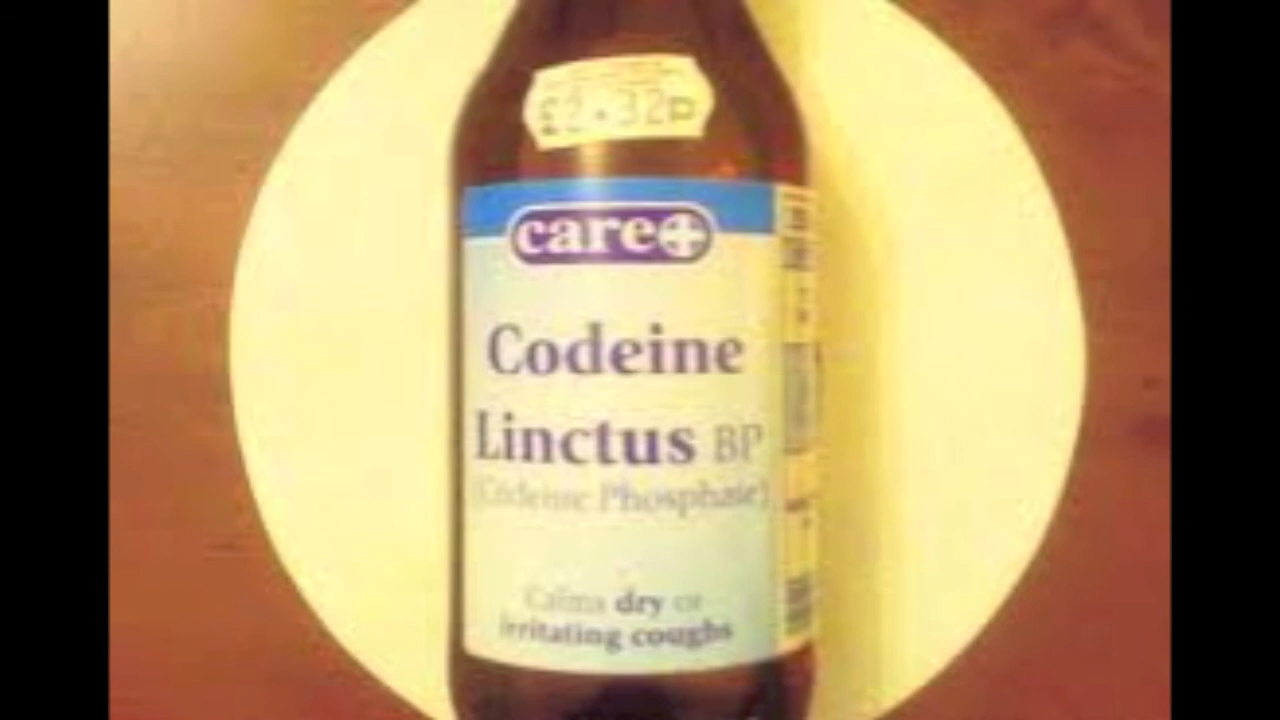 £2.32p
care+
Codeine
Linctus BP
(Codeine Phosphate)
Calms dry or
irritating coughs